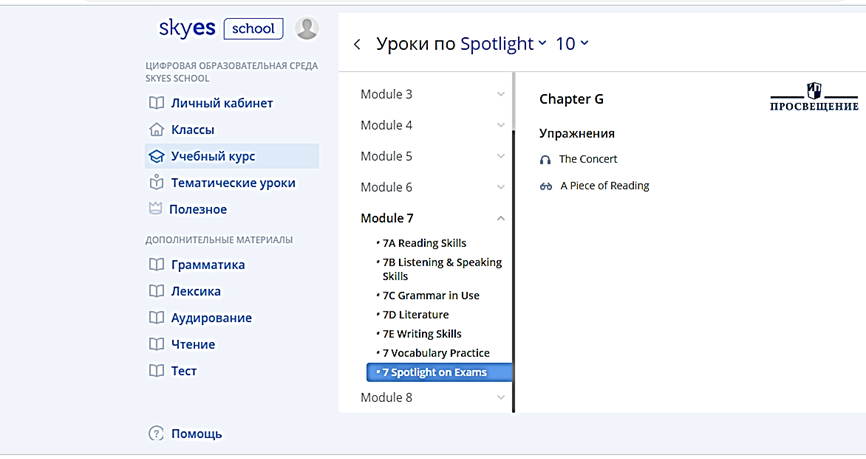 skyes school
ЦИФРОВАЯ ОБРАЗОВАТЕЛЬНАЯ СРЕДА
SKYES SCHOOL
Личный кабинет
Классы
Учебный курс
Тематические уроки
Полезное
ДОПОЛНИТЕЛЬНЫЕ МАТЕРИАЛЫ
Грамматика
Лексика
Аудирование
Чтение
Тест
Помощь
Уроки по Spotlight 10
Module 3
Module 4
Module 5
Module 6
Module 7
• 7A Reading Skills
• 7B Listening & Speaking
Skills
• 7C Grammar in Use
• 7D Literature
• 7E Writing Skills
• 7 Vocabulary Practice
• 7 Spotlight on Exams
Module 8
Chapter G
ПРОСВЕЩЕНИЕ
Упражнения
The Concert
A Piece of Reading